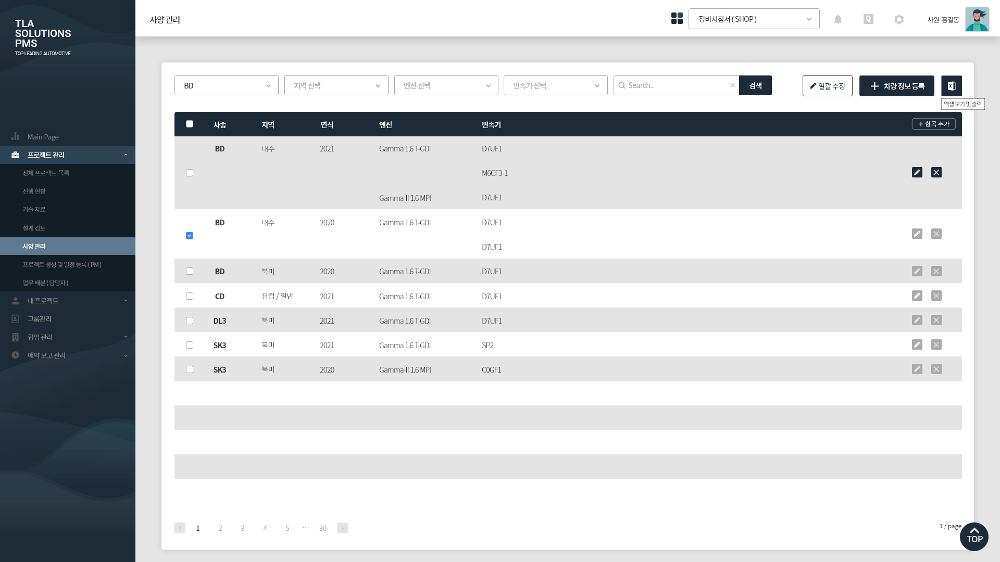 TLA
SOLUTIONS
PMS
TOP LEADING AUTOMOTIVE
사양 관리
정비지침서 ( SHOP )
Q
사원 홍길동
Main Page
프로젝트 관리
전체 프로젝트 목록
진행 현황
기술 자료
설계 검토
사양 관리
프로젝트 생성 및 일정 등록 ( PM )
업무 배분 ( 담당자 )
내 프로젝트
그룹관리
협업 관리
예약 보고 관리
BD 지역 선택 엔진 선택 변속기 선택 Search.. 검색 일괄 수정 차량 정보 등록
엑셀 보기 및 출력
차종 지역 연식 엔진 변속기 + 항목 추가
BD 내수 2021 Gamma 1.6 T-GDI D7UF1
M6CF3-1
Gamma-II 1.6 MPI D7UF1
BD 내수 2020 Gamma 1.6 T-GDI D7UF1
D7UF1
BD 북미 2020 Gamma 1.6 T-GDI D7UF1
CD 유럽 / 일반 2021 Gamma 1.6 T-GDI D7UF1
DL3 북미 2021 Gamma 1.6 T-GDI D7UF1
SK3 북미 2021 Gamma 1.6 T-GDI SP2
SK3 북미 2020 Gamma-II 1.6 MPI C0GF1
< 1 2 3 4 5 ··· 30 >
1 / page
TOP